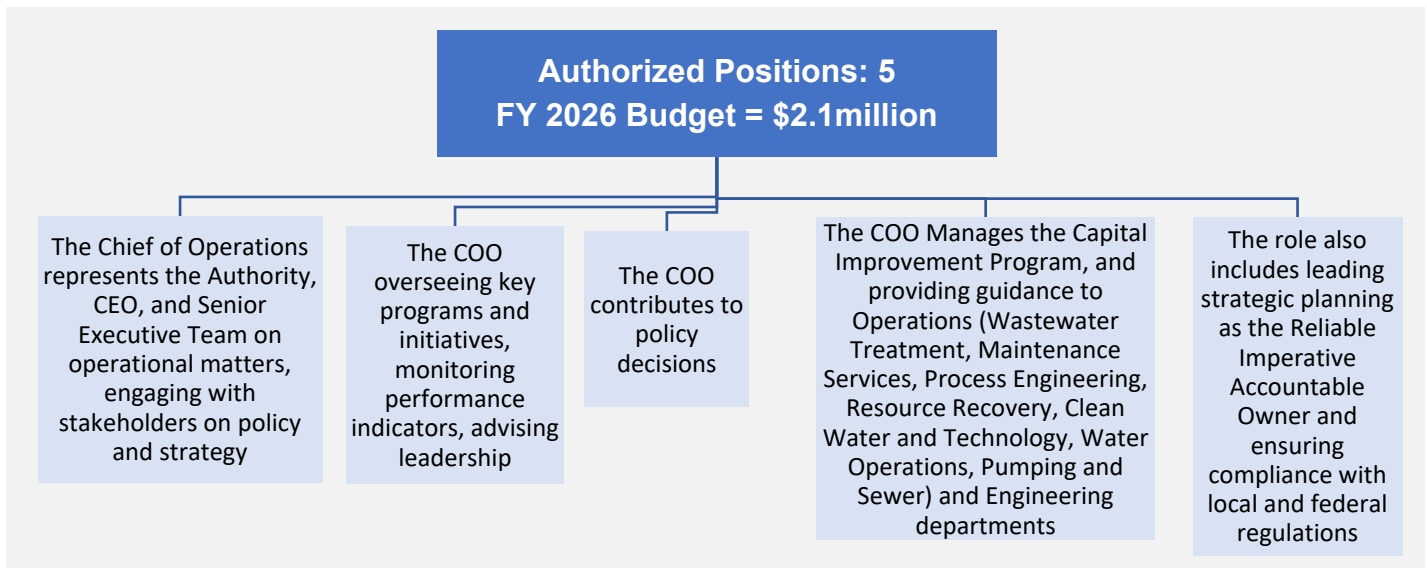 Authorized Positions: 5
FY 2026 Budget = $2.1million
The Chief of Operations
represents the Authority,
CEO, and Senior
Executive Team on
operational matters,
engaging with
stakeholders on policy
and strategy
The COO
overseeing key
programs and
initiatives,
monitoring
performance
indicators, advising
leadership
The COO
contributes to
policy
decisions
The COO Manages the Capital
Improvement Program, and
providing guidance to
Operations (Wastewater
Treatment, Maintenance
Services, Process Engineering,
Resource Recovery, Clean
Water and Technology, Water
Operations, Pumping and
Sewer) and Engineering
departments
The role also
includes leading
strategic planning
as the Reliable
Imperative
Accountable
Owner and
ensuring
compliance with
local and federal
regulations